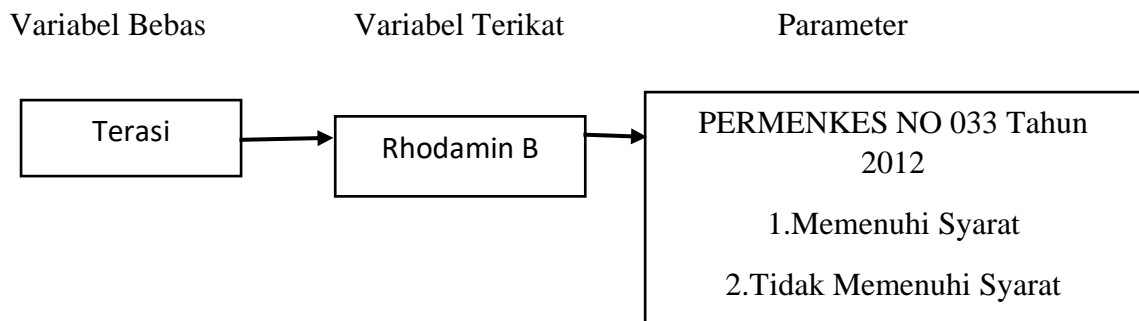 Variabel Bebas Variabel Terikat Parameter
Terasi
Rhodamin B
PERMENKES NO 033 Tahun
2012
1.Memenuhi Syarat
2.Tidak Memenuhi Syarat